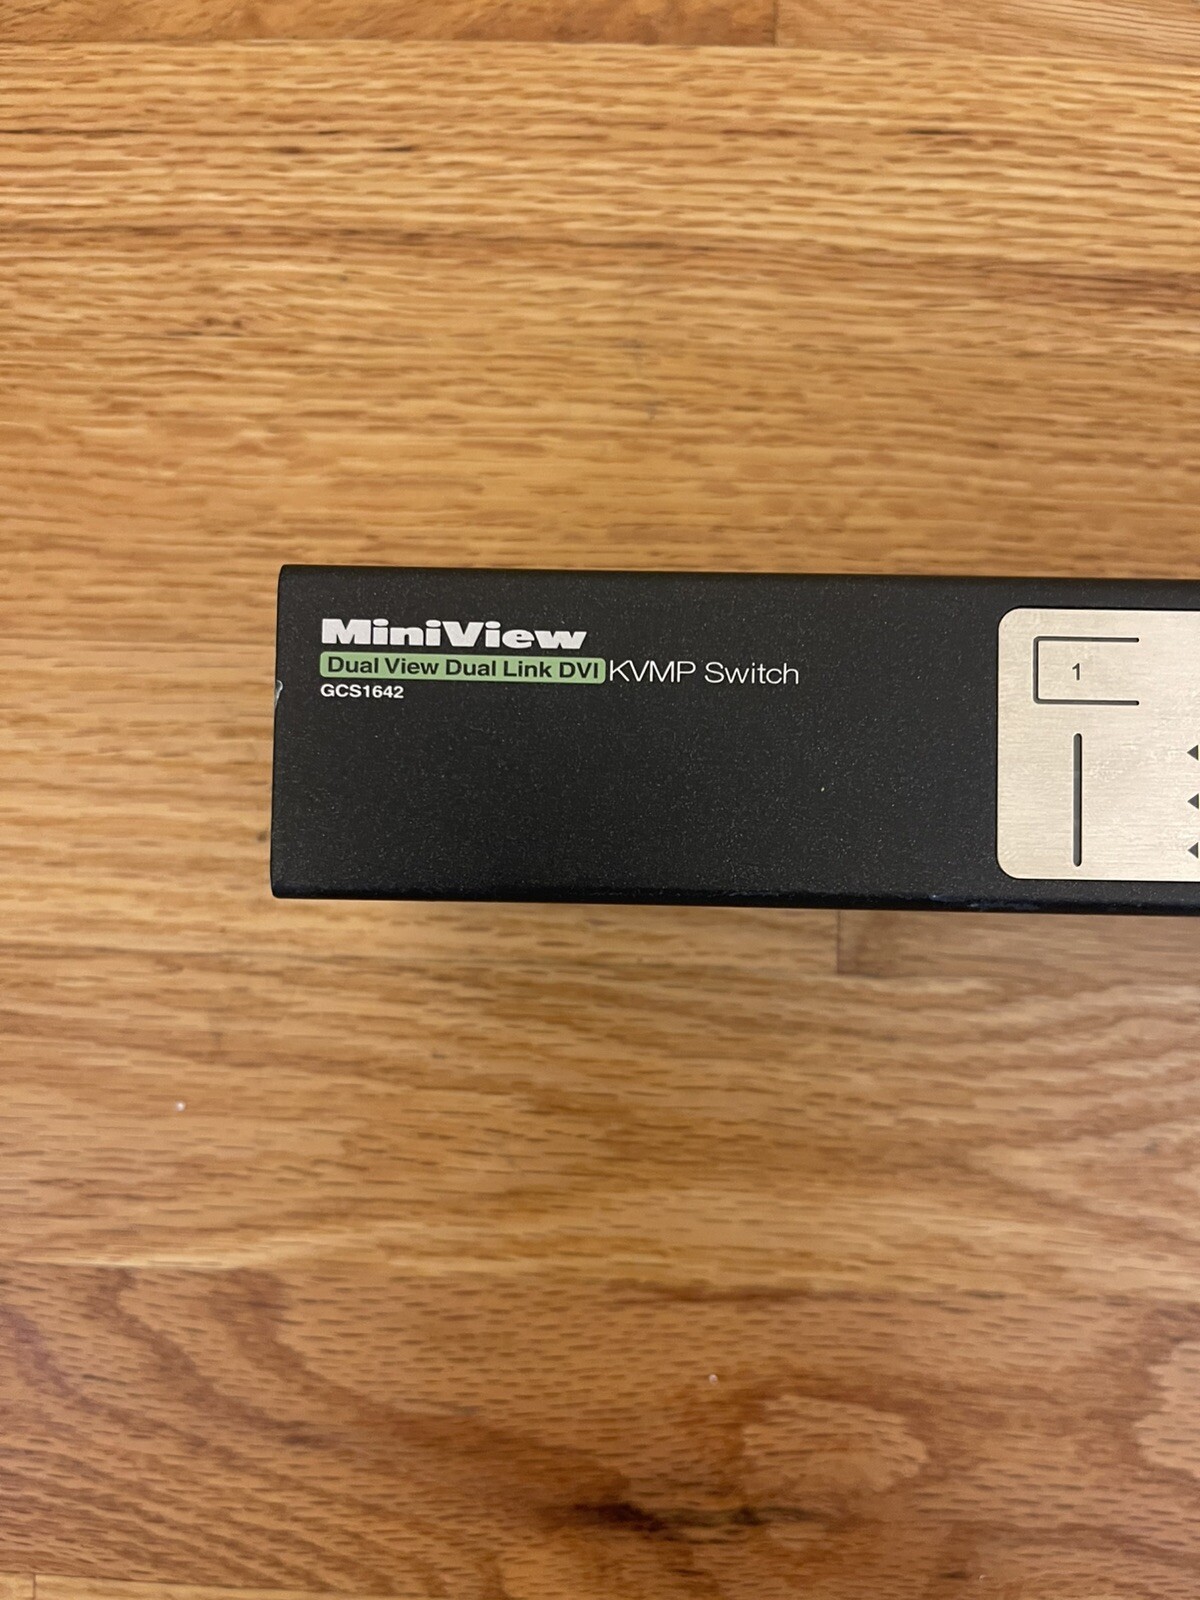 MiniView
Dual View Dual Link DVI KVMP Switch
GCS1642
1